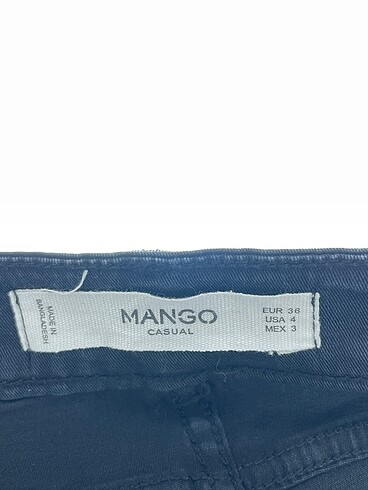 MADE IN
BANGLADESH
MANGO
CASUAL
EUR 36
USA 4
MEX 3